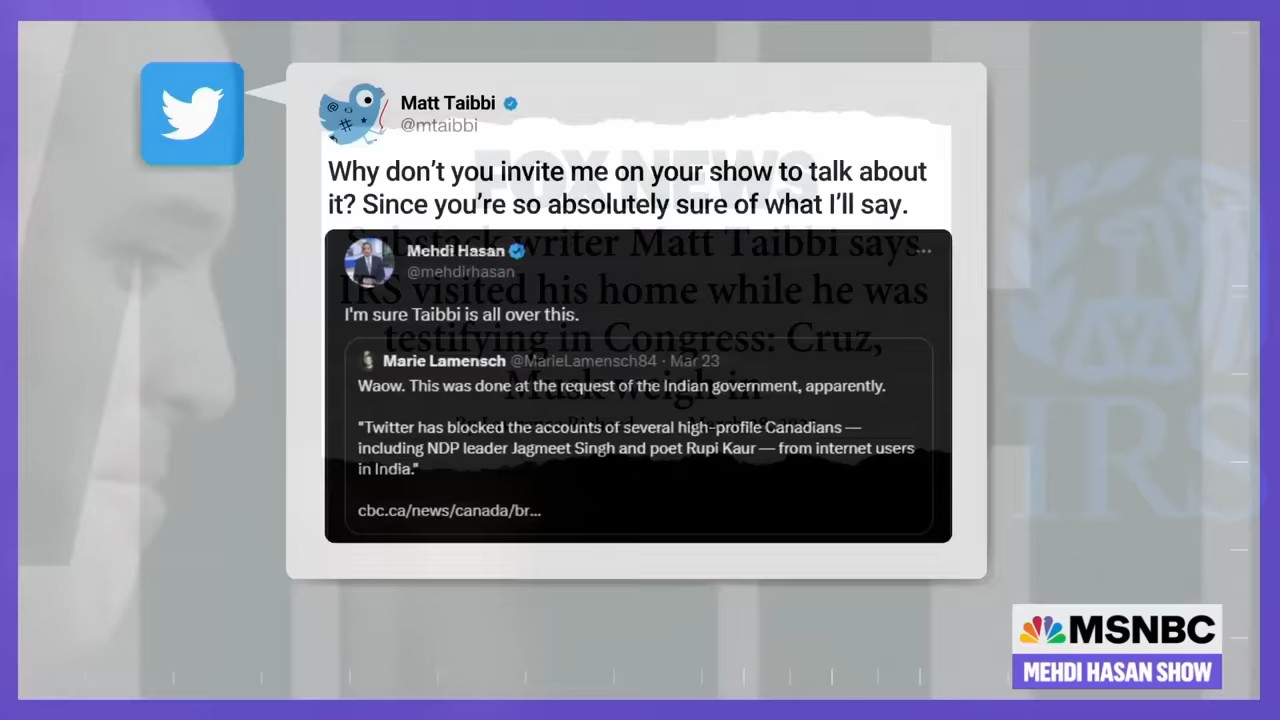 Matt Taibbi
@mtaibbi
Why don't you invite me on your show to talk about
it? Since you're so absolutely sure of what I'll say.
FOX NEWS
Substack writer Matt Taibbi says
IRS visited his home while he was
testifying in Congress: Cruz,
Musk weigh in
Mehdi Hasan
@mehdirhasan
I'm sure Taibbi is all over this.
Marie Lamensch @MarieLamensch84 · Mar 23
Waow. This was done at the request of the Indian government, apparently.
"Twitter has blocked the accounts of several high-profile Canadians —
including NDP leader Jagmeet Singh and poet Rupi Kaur — from internet users
in India."
cbc.ca/news/canada/br...
IRS
MSNBC
MEHDI HASAN SHOW